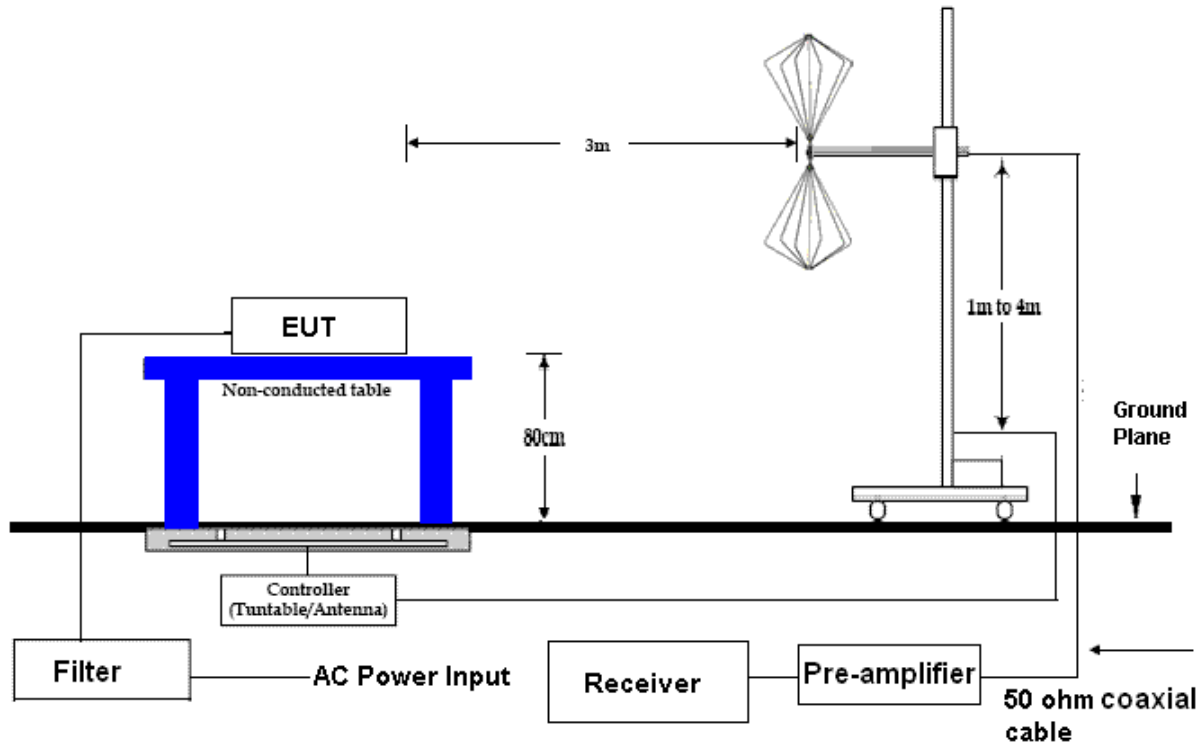 3m
1m to 4m
EUT
Non-conducted table
80cm
Ground
Plane
Controller
(Tuntable/Antenna)
Filter
AC Power Input
Receiver
Pre-amplifier
50 ohm coaxial
cable